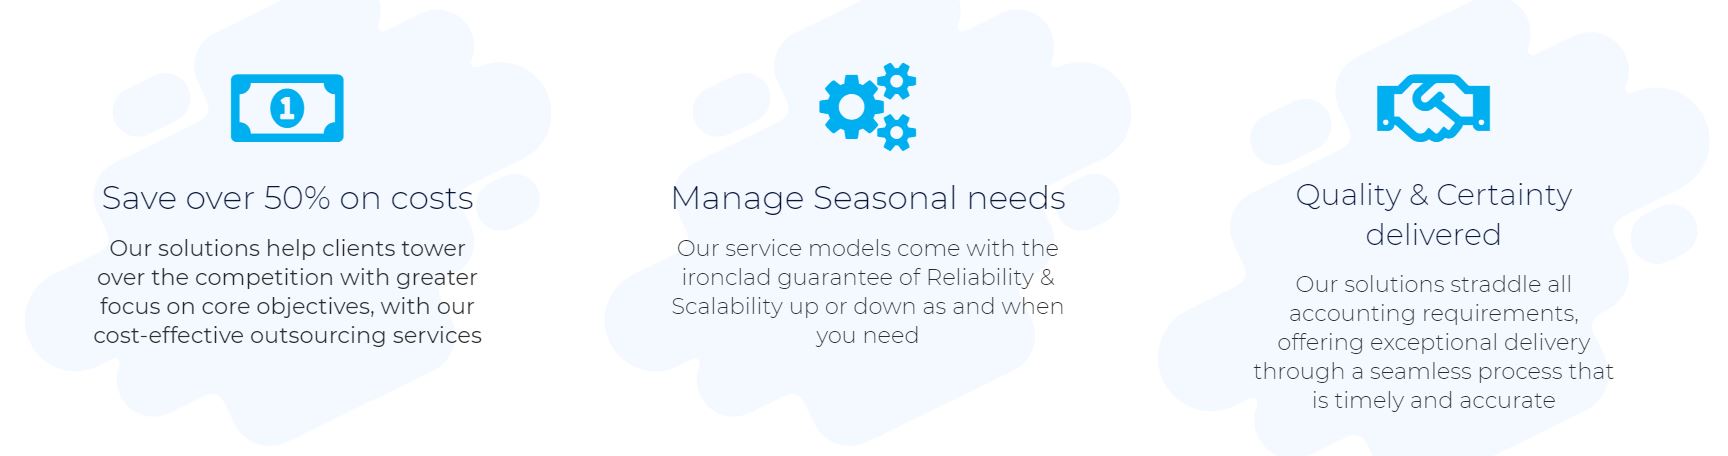 1
Save over 50% on costs
Our solutions help clients tower
over the competition with greater
focus on core objectives, with our
cost-effective outsourcing services
Manage Seasonal needs
Our service models come with the
ironclad guarantee of Reliability &
Scalability up or down as and when
you need
Quality & Certainty
delivered
Our solutions straddle all
accounting requirements,
offering exceptional delivery
through a seamless process that
is timely and accurate